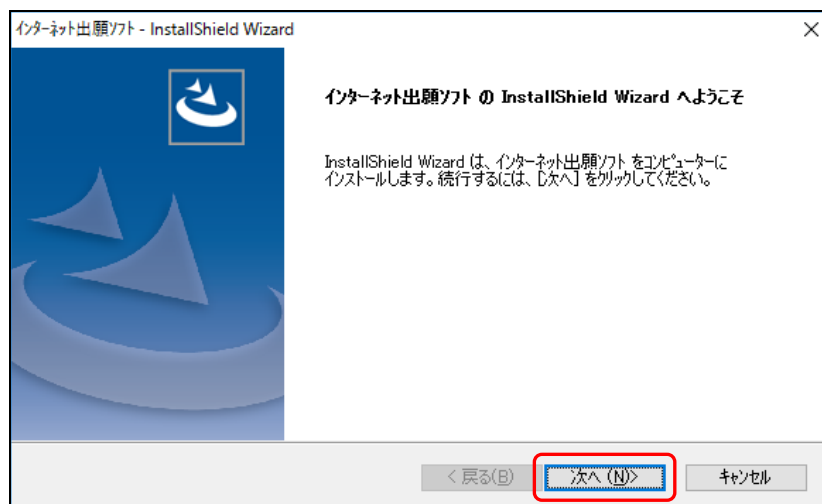 インターネット出願ソフト - InstallShield Wizard
インターネット出願ソフト の InstallShield Wizard へようこそ
InstallShield Wizard は、インターネット出願ソフト をコンピューターに
インストールします。続行するには、[次へ] をクリックしてください。
< 戻る(B)
次へ (N)>
キャンセル